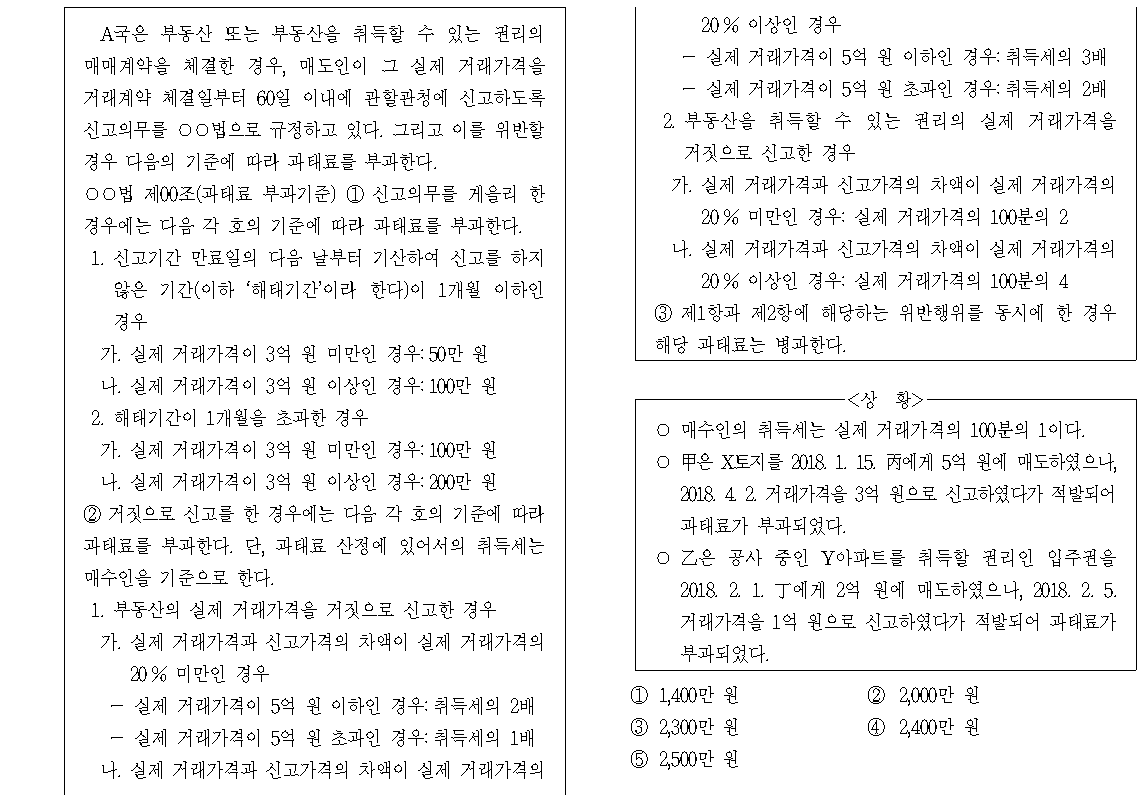 A국은 부동산 또는 부동산을 취득할 수 있는 권리의
매매계약을 체결한 경우, 매도인이 그 실제 거래가격을
거래계약 체결일부터 60일 이내에 관할관청에 신고하도록
신고의무를 ○○법으로 규정하고 있다. 그리고 이를 위반할
경우 다음의 기준에 따라 과태료를 부과한다.
○○법 제00조(과태료 부과기준) ① 신고의무를 게을리 한
경우에는 다음 각 호의 기준에 따라 과태료를 부과한다.
1. 신고기간 만료일의 다음 날부터 기산하여 신고를 하지
않은 기간(이하 ‘해태기간’이라 한다)이 1개월 이하인
경우
가. 실제 거래가격이 3억 원 미만인 경우: 50만 원
나. 실제 거래가격이 3억 원 이상인 경우: 100만 원
2. 해태기간이 1개월을 초과한 경우
가. 실제 거래가격이 3억 원 미만인 경우: 100만 원
나. 실제 거래가격이 3억 원 이상인 경우: 200만 원
② 거짓으로 신고를 한 경우에는 다음 각 호의 기준에 따라
과태료를 부과한다. 단, 과태료 산정에 있어서의 취득세는
매수인을 기준으로 한다.
1. 부동산의 실제 거래가격을 거짓으로 신고한 경우
가. 실제 거래가격과 신고가격의 차액이 실제 거래가격의
20% 미만인 경우
－ 실제 거래가격이 5억 원 이하인 경우: 취득세의 2배
－ 실제 거래가격이 5억 원 초과인 경우: 취득세의 1배
나. 실제 거래가격과 신고가격의 차액이 실제 거래가격의
20% 이상인 경우
－ 실제 거래가격이 5억 원 이하인 경우: 취득세의 3배
－ 실제 거래가격이 5억 원 초과인 경우: 취득세의 2배
2. 부동산을 취득할 수 있는 권리의 실제 거래가격을
거짓으로 신고한 경우
가. 실제 거래가격과 신고가격의 차액이 실제 거래가격의
20% 미만인 경우: 실제 거래가격의 100분의 2
나. 실제 거래가격과 신고가격의 차액이 실제 거래가격의
20% 이상인 경우: 실제 거래가격의 100분의 4
③ 제1항과 제2항에 해당하는 위반행위를 동시에 한 경우
해당 과태료는 병과한다.
<상 황>
○ 매수인의 취득세는 실제 거래가격의 100분의 1이다.
○ 甲은 X토지를 2018. 1. 15. 丙에게 5억 원에 매도하였으나,
2018. 4. 2. 거래가격을 3억 원으로 신고하였다가 적발되어
과태료가 부과되었다.
○ 乙은 공사 중인 Y아파트를 취득할 권리인 입주권을
2018. 2. 1. 丁에게 2억 원에 매도하였으나, 2018. 2. 5.
거래가격을 1억 원으로 신고하였다가 적발되어 과태료가
부과되었다.
① 1,400만 원 ② 2,000만 원
③ 2,300만 원 ④ 2,400만 원
⑤ 2,500만 원